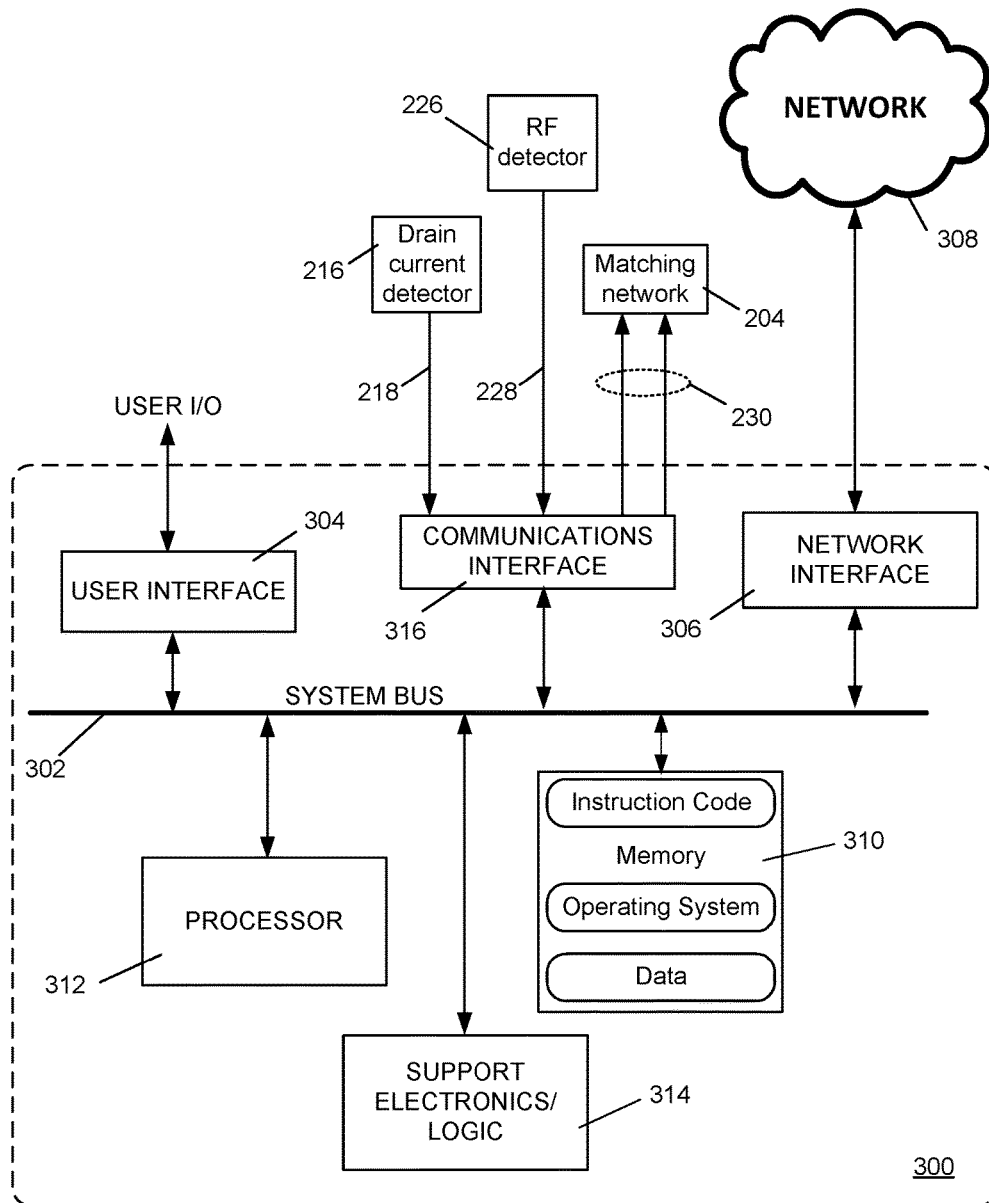 226
RF
detector
NETWORK
308
216
Drain
current
detector
Matching
network
204
218
228
230
USER I/O
304
USER INTERFACE
COMMUNICATIONS
INTERFACE
316
NETWORK
INTERFACE
306
SYSTEM BUS
302
Instruction Code
Memory
Operating System
Data
310
PROCESSOR
312
SUPPORT
ELECTRONICS/
LOGIC
314
300